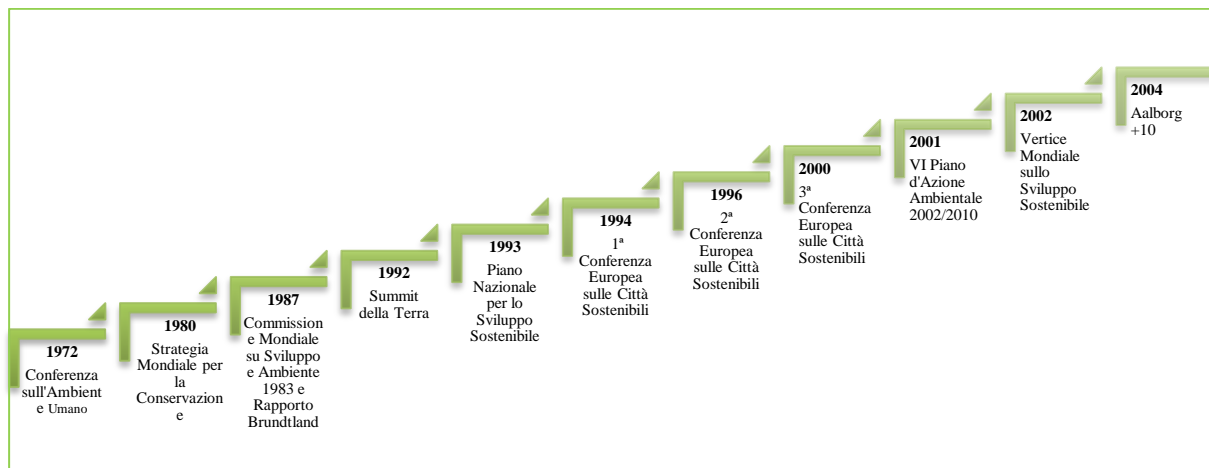 1972
Conferenza
sull'Ambient
e Umano
1980
Strategia
Mondiale per
la
Conservazion
e
1987
Commission
e Mondiale
su Sviluppo
e Ambiente
1983 e
Rapporto
Brundtland
1992
Summit
della Terra
1993
Piano
Nazionale
per lo
Sviluppo
Sostenibile
1994
1ª
Conferenza
Europea
sulle Città
Sostenibili
1996
2ª
Conferenza
Europea
sulle Città
Sostenibili
2000
3ª
Conferenza
Europea
sulle Città
Sostenibili
2001
VI Piano
d'Azione
Ambientale
2002/2010
2002
Vertice
Mondiale
sullo
Sviluppo
Sostenibile
2004
Aalborg
+10